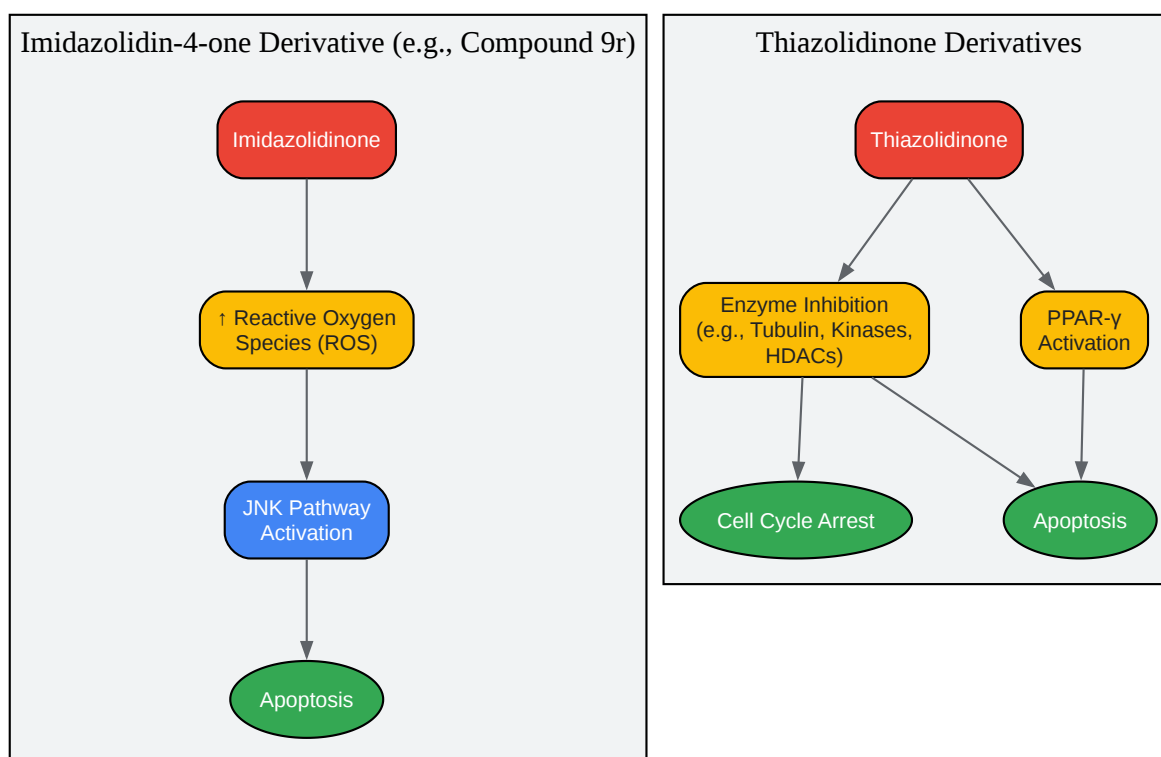 Imidazolidin-4-one Derivative (e.g., Compound 9r)
Imidazolidinone
↑ Reactive Oxygen
Species (ROS)
JNK Pathway
Activation
Apoptosis
Thiazolidinone Derivatives
Thiazolidinone
Enzyme Inhibition
(e.g., Tubulin, Kinases,
HDACs)
PPAR-γ
Activation
Cell Cycle Arrest
Apoptosis